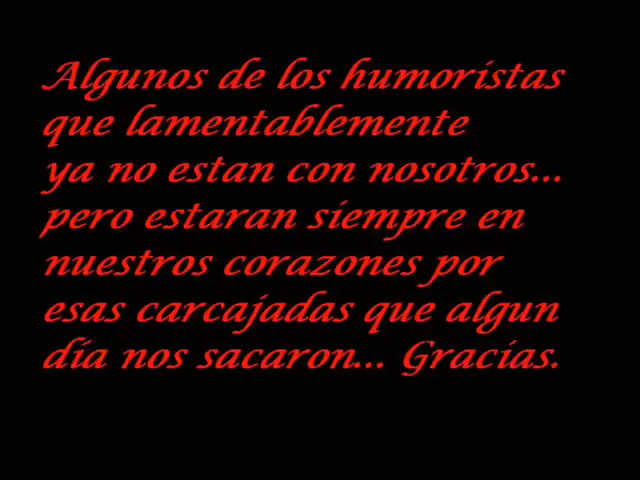 Algunos de los humoristas
que lamentablemente
ya no estan con nosotros...
pero estaran siempre en
nuestros corazones por
esas carcajadas que algun
día nos sacaron... Gracias.